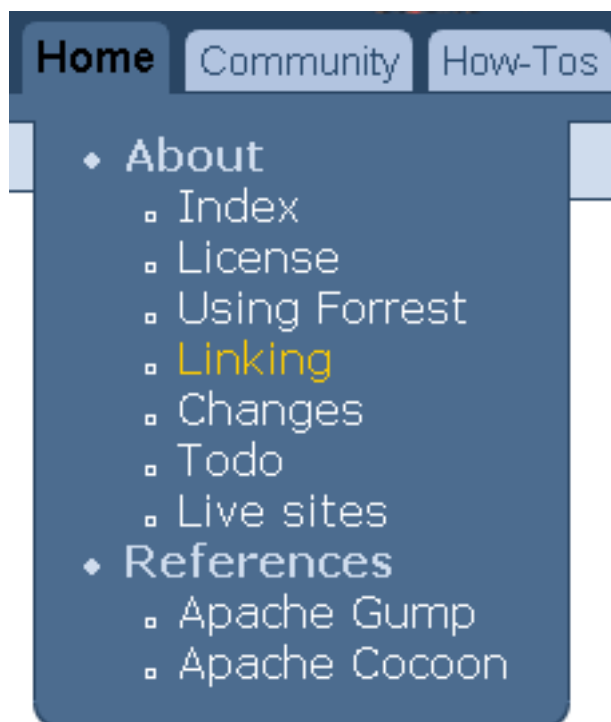 Home Community How-Tos
About
Index
License
Using Forrest
Linking
Changes
Todo
Live sites
References
Apache Gump
Apache Cocoon